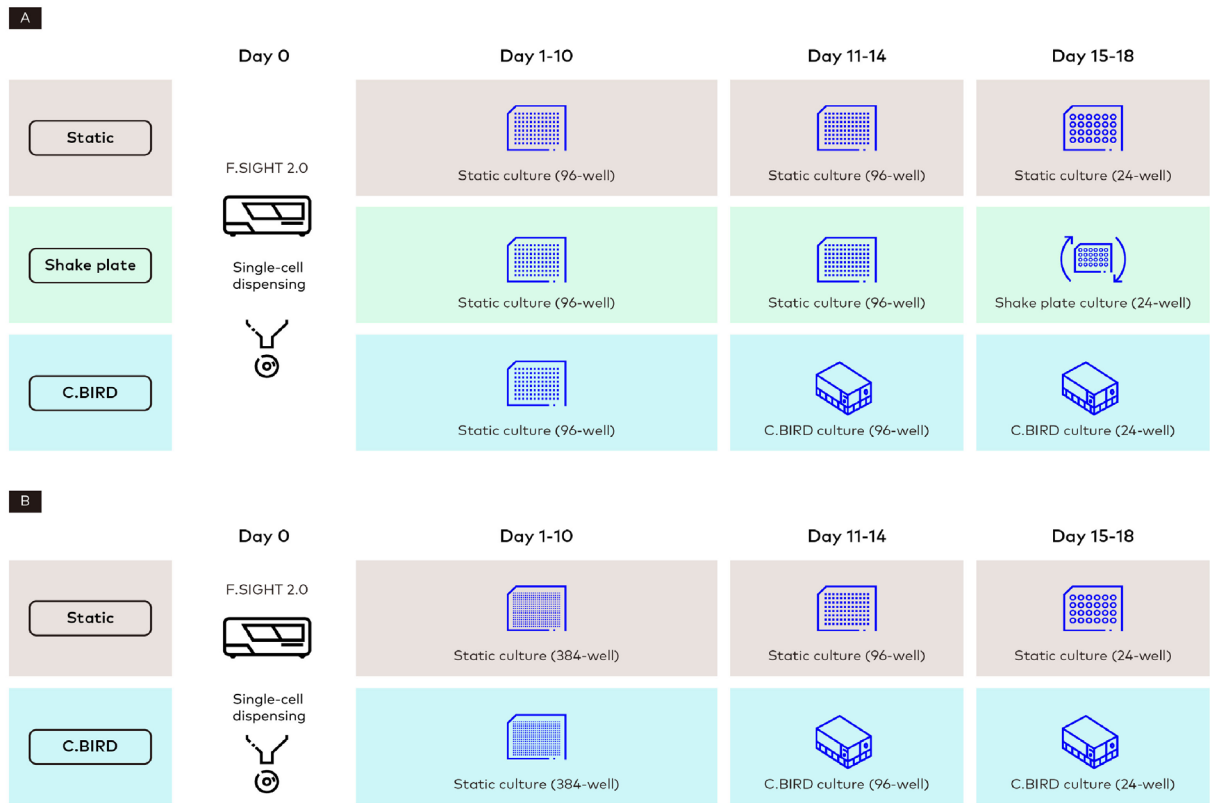 A
Day 0
Day 1-10
Day 11-14
Day 15-18
Static
F.SIGHT 2.0
Single-cell
dispensing
Static culture (96-well)
Static culture (96-well)
Static culture (24-well)
Shake plate
Static culture (96-well)
Static culture (96-well)
Shake plate culture (24-well)
C.BIRD
Static culture (96-well)
C.BIRD culture (96-well)
C.BIRD culture (24-well)
B
Day 0
Day 1-10
Day 11-14
Day 15-18
Static
F.SIGHT 2.0
Single-cell
dispensing
Static culture (384-well)
Static culture (96-well)
Static culture (24-well)
C.BIRD
Static culture (384-well)
C.BIRD culture (96-well)
C.BIRD culture (24-well)